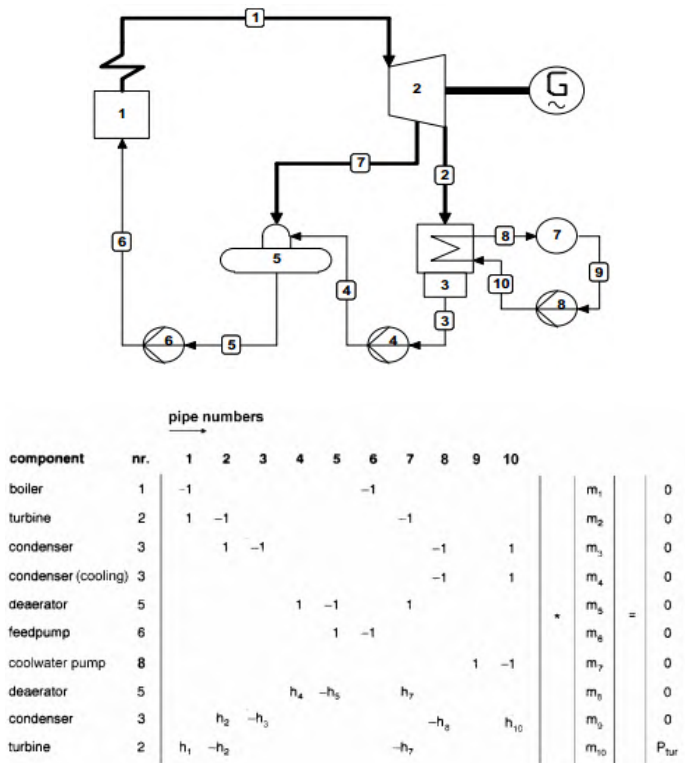 1
2
G
~
1
7
2
6
5
4
8
7
10
9
3
8
3
6
5
4
pipe numbers
component nr. 1 2 3 4 5 6 7 8 9 10
boiler 1 -1 -1 m₁ 0
turbine 2 1 -1 -1 m₂ 0
condenser 3 1 -1 -1 1 m₃ 0
condenser (cooling) 3 -1 1 m₄ 0
deaerator 5 1 -1 1 * m₅ = 0
feedpump 6 1 -1 m₆ 0
coolwater pump 8 1 -1 m₇ 0
deaerator 5 h₄ -h₅ h₇ m₈ 0
condenser 3 h₂ -h₃ -h₈ h₁₀ m₉ 0
turbine 2 h₁ -h₂ -h₇ m₁₀ Pₜᵤᵣ